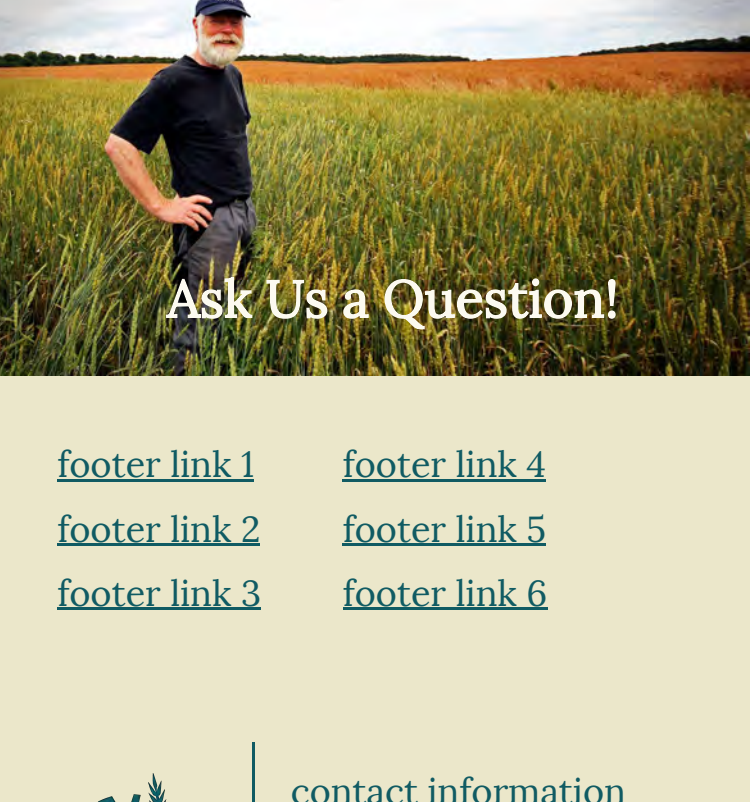 Ask Us a Question!
footer link 1
footer link 2
footer link 3
footer link 4
footer link 5
footer link 6
contact information